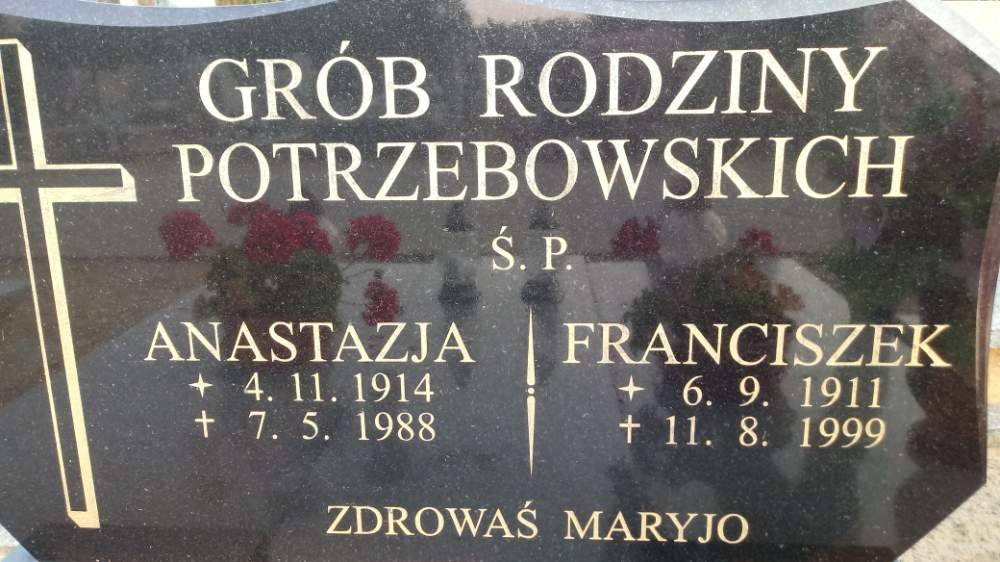 GRÓB RODZINY
POTRZEBOWSKICH
Ś. P.
ANASTAZJA
✦ 4. 11. 1914
✝ 7. 5. 1988
FRANCISZEK
✦ 6. 9. 1911
✝ 11. 8. 1999
ZDROWAŚ MARYJO